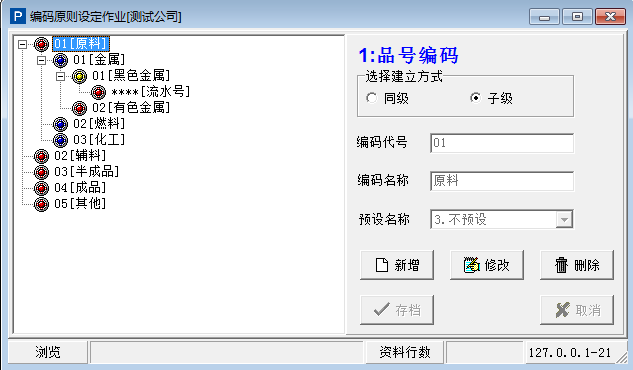 P 编码原则设定作业[测试公司]
01[原料]
01[金属]
01[黑色金属]
****[流水号]
02[有色金属]
02[燃料]
03[化工]
02[辅料]
03[半成品]
04[成品]
05[其他]
1:品号编码
选择建立方式
同级 子级
编码代号 01
编码名称 原料
预设名称 3.不预设
新增 修改 删除
存档 取消
浏览 资料行数 127.0.0.1-21